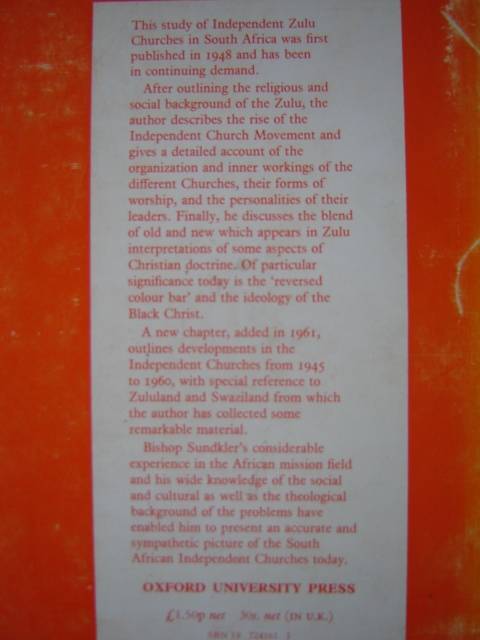 This study of Independent Zulu
Churches in South Africa was first
published in 1948 and has been
in continuing demand.
After outlining the religious and
social background of the Zulu, the
author describes the rise of the
Independent Church Movement and
gives a detailed account of the
organization and inner workings of the
different Churches, their forms of
worship, and the personalities of their
leaders. Finally, he discusses the blend
of old and new which appears in Zulu
interpretations of some aspects of
Christian doctrine. Of particular
significance today is the 'reversed
colour bar' and the ideology of the
Black Christ.
A new chapter, added in 1961,
outlines developments in the
Independent Churches from 1945
to 1960, with special reference to
Zululand and Swaziland from which
the author has collected some
remarkable material.
Bishop Sundkler's considerable
experience in the African mission field
and his wide knowledge of the social
and cultural as well as the theological
background of the problems have
enabled him to present an accurate and
sympathetic picture of the South
African Independent Churches today.
OXFORD UNIVERSITY PRESS
£1.50p net 30s. net (IN U.K.)
SBN 19